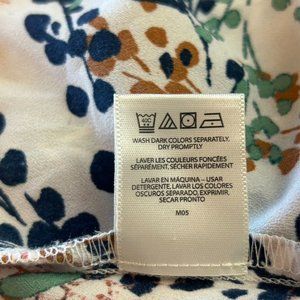 40C
WASH DARK COLORS SEPARATELY,
DRY PROMPTLY
LAVER LES COULEURS FONCÉES
SÉPARÉMENT, SÉCHER RAPIDEMENT
LAVAR EN MÁQUINA – USAR
DETERGENTE, LAVAR LOS COLORES
OSCUROS SEPARADO, EXPRIMIR,
SECAR PRONTO
M05